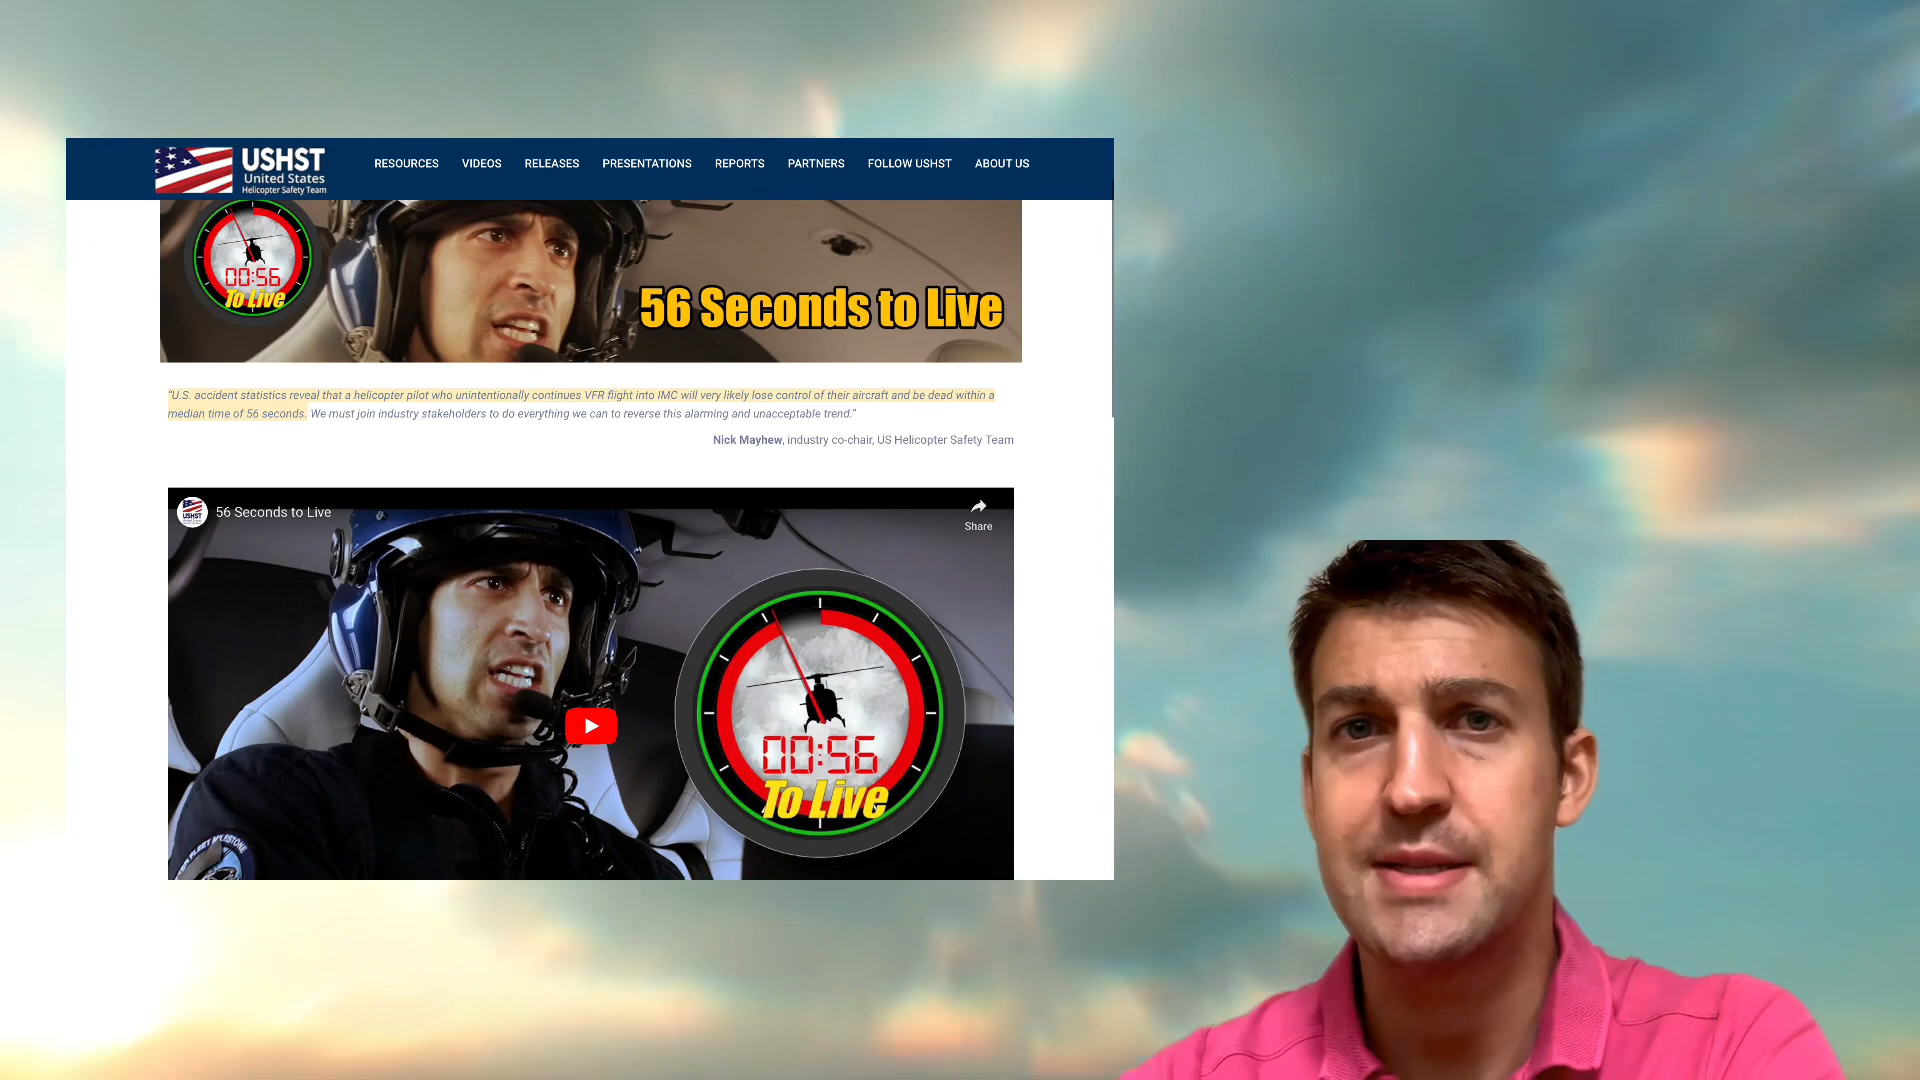 USHST
United States
Helicopter Safety Team
RESOURCES VIDEOS RELEASES PRESENTATIONS REPORTS PARTNERS FOLLOW USHST ABOUT US
00:56
To Live
56 Seconds to Live
“U.S. accident statistics reveal that a helicopter pilot who unintentionally continues VFR flight into IMC will very likely lose control of their aircraft and be dead within a
median time of 56 seconds. We must join industry stakeholders to do everything we can to reverse this alarming and unacceptable trend.”
Nick Mayhew, industry co-chair, US Helicopter Safety Team
USHST
56 Seconds to Live
Share
00:56
To Live